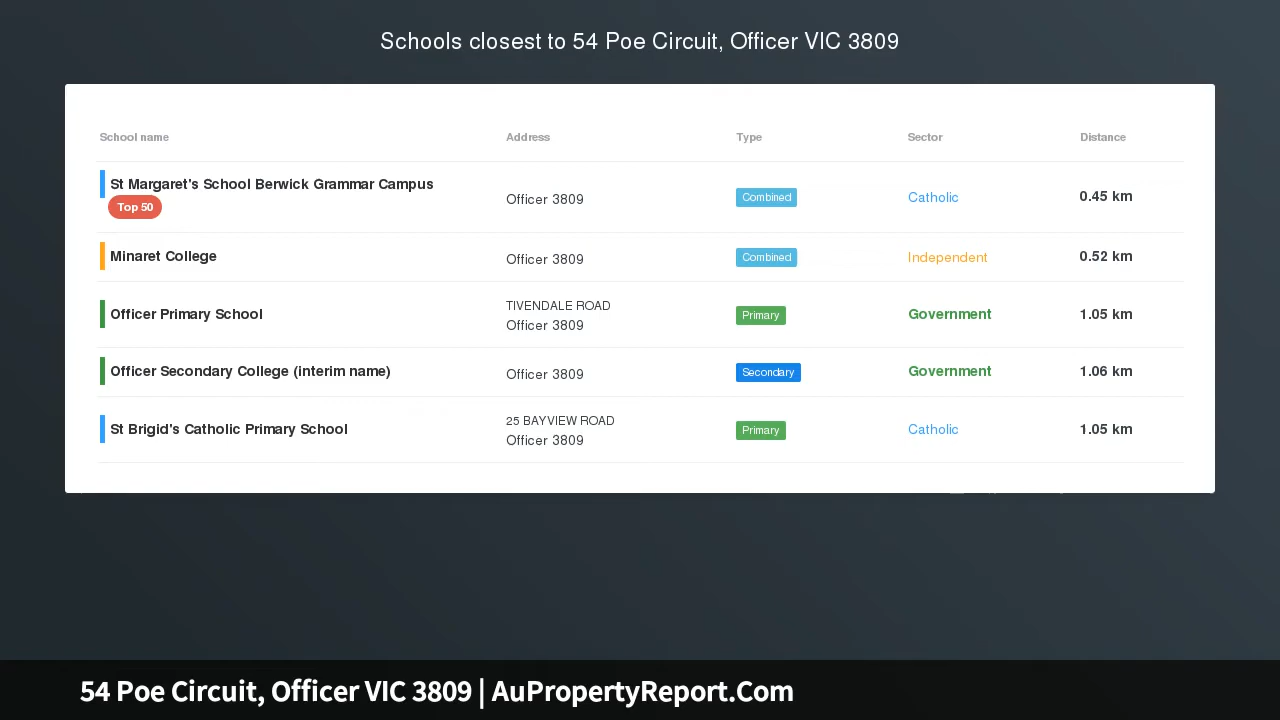 Schools closest to 54 Poe Circuit, Officer VIC 3809
School name Address Type Sector Distance
St Margaret's School Berwick Grammar Campus
Top 50
Officer 3809 Combined Catholic 0.45 km
Minaret College Officer 3809 Combined Independent 0.52 km
Officer Primary School TIVENDALE ROAD
Officer 3809 Primary Government 1.05 km
Officer Secondary College (interim name) Officer 3809 Secondary Government 1.06 km
St Brigid's Catholic Primary School 25 BAYVIEW ROAD
Officer 3809 Primary Catholic 1.05 km
54 Poe Circuit, Officer VIC 3809 | AuPropertyReport.Com